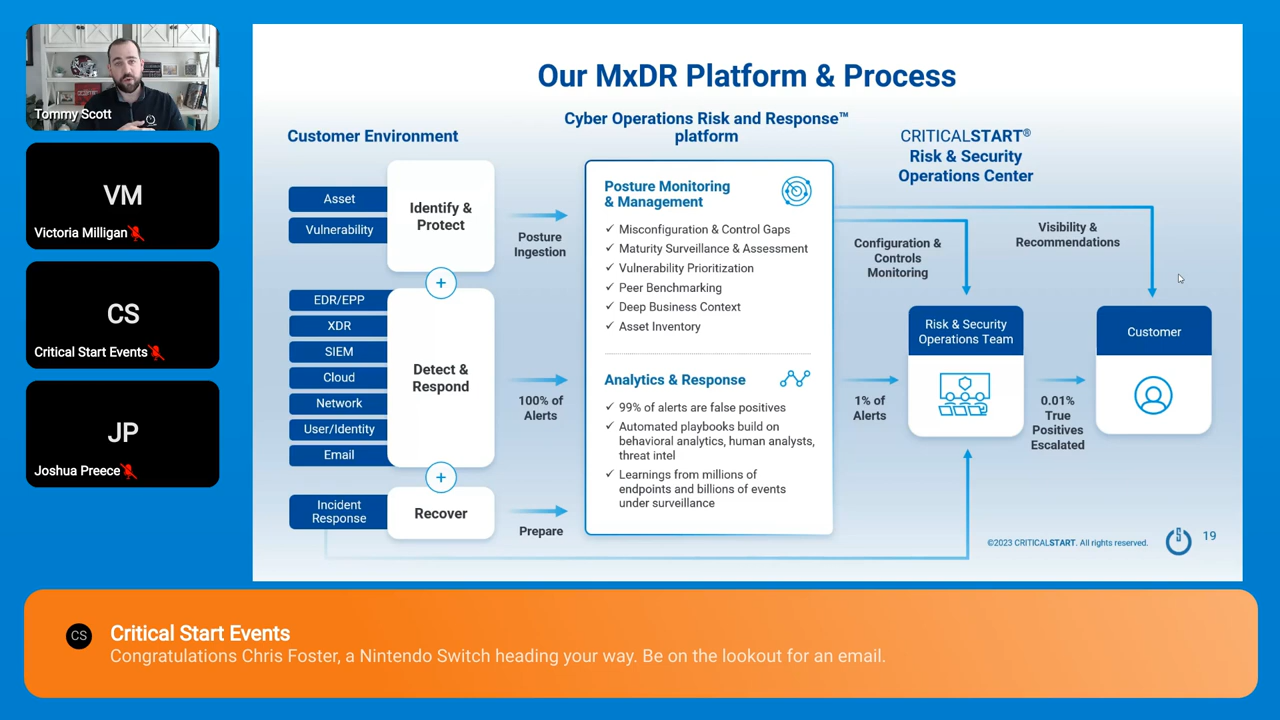 Tommy Scott
VM
Victoria Milligan
CS
Critical Start Events
JP
Joshua Preece
Our MxDR Platform & Process
Customer Environment
Asset
Vulnerability
Identify &
Protect
EDR/EPP
XDR
SIEM
Cloud
Network
User/Identity
Email
Detect &
Respond
Incident
Response
Recover
+
+
Posture
Ingestion
100% of
Alerts
Prepare
Cyber Operations Risk and Response™
platform
Posture Monitoring
& Management
✓ Misconfiguration & Control Gaps
✓ Maturity Surveillance & Assessment
✓ Vulnerability Prioritization
✓ Peer Benchmarking
✓ Deep Business Context
✓ Asset Inventory
Analytics & Response
✓ 99% of alerts are false positives
✓ Automated playbooks build on
behavioral analytics, human analysts,
threat intel
✓ Learnings from millions of
endpoints and billions of events
under surveillance
CRITICALSTART®
Risk & Security
Operations Center
Configuration &
Controls
Monitoring
Visibility &
Recommendations
1% of
Alerts
Risk & Security
Operations Team
0.01%
True
Positives
Escalated
Customer
©2023 CRITICALSTART. All rights reserved.
19
CS
Critical Start Events
Congratulations Chris Foster, a Nintendo Switch heading your way. Be on the lookout for an email.